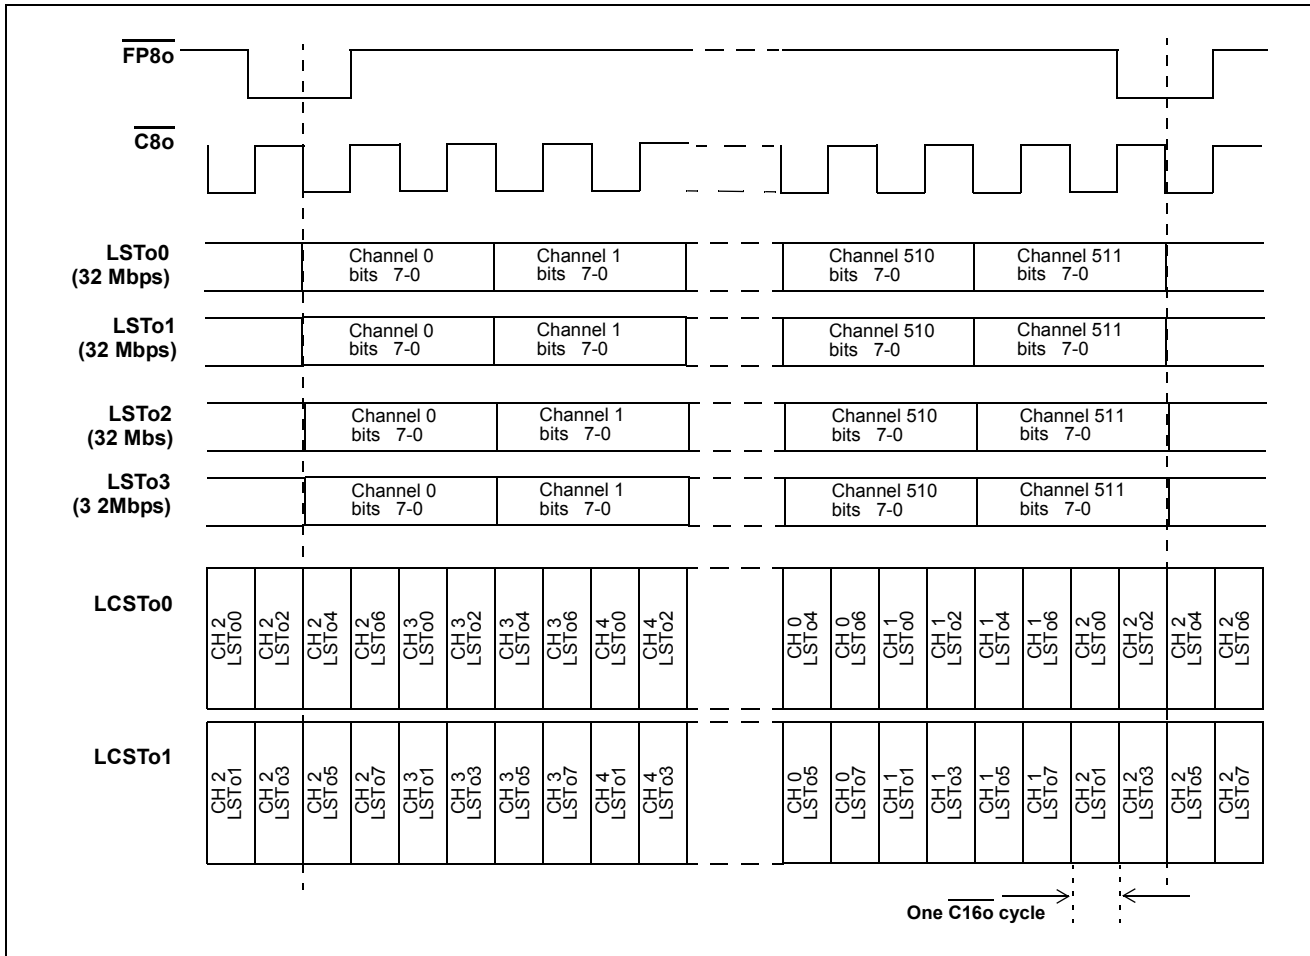 FP8o
C8o
LSTo0
(32 Mbps)
Channel 0
bits 7-0
Channel 1
bits 7-0
Channel 510
bits 7-0
Channel 511
bits 7-0
LSTo1
(32 Mbps)
Channel 0
bits 7-0
Channel 1
bits 7-0
Channel 510
bits 7-0
Channel 511
bits 7-0
LSTo2
(32 Mbs)
Channel 0
bits 7-0
Channel 1
bits 7-0
Channel 510
bits 7-0
Channel 511
bits 7-0
LSTo3
(3 2Mbps)
Channel 0
bits 7-0
Channel 1
bits 7-0
Channel 510
bits 7-0
Channel 511
bits 7-0
LCSTo0
CH 2
LSTo0
CH 2
LSTo2
CH 2
LSTo4
CH 2
LSTo6
CH 3
LSTo0
CH 3
LSTo2
CH 3
LSTo4
CH 3
LSTo6
CH 4
LSTo0
CH 4
LSTo2
CH 0
LSTo4
CH 0
LSTo6
CH 1
LSTo0
CH 1
LSTo2
CH 1
LSTo4
CH 1
LSTo6
CH 2
LSTo0
CH 2
LSTo2
CH 2
LSTo4
CH 2
LSTo6
LCSTo1
CH 2
LSTo1
CH 2
LSTo3
CH 2
LSTo5
CH 2
LSTo7
CH 3
LSTo1
CH 3
LSTo3
CH 3
LSTo5
CH 3
LSTo7
CH 4
LSTo1
CH 4
LSTo3
CH 0
LSTo5
CH 0
LSTo7
CH 1
LSTo1
CH 1
LSTo3
CH 1
LSTo5
CH 1
LSTo7
CH 2
LSTo1
CH 2
LSTo3
CH 2
LSTo5
CH 2
LSTo7
One C16o cycle